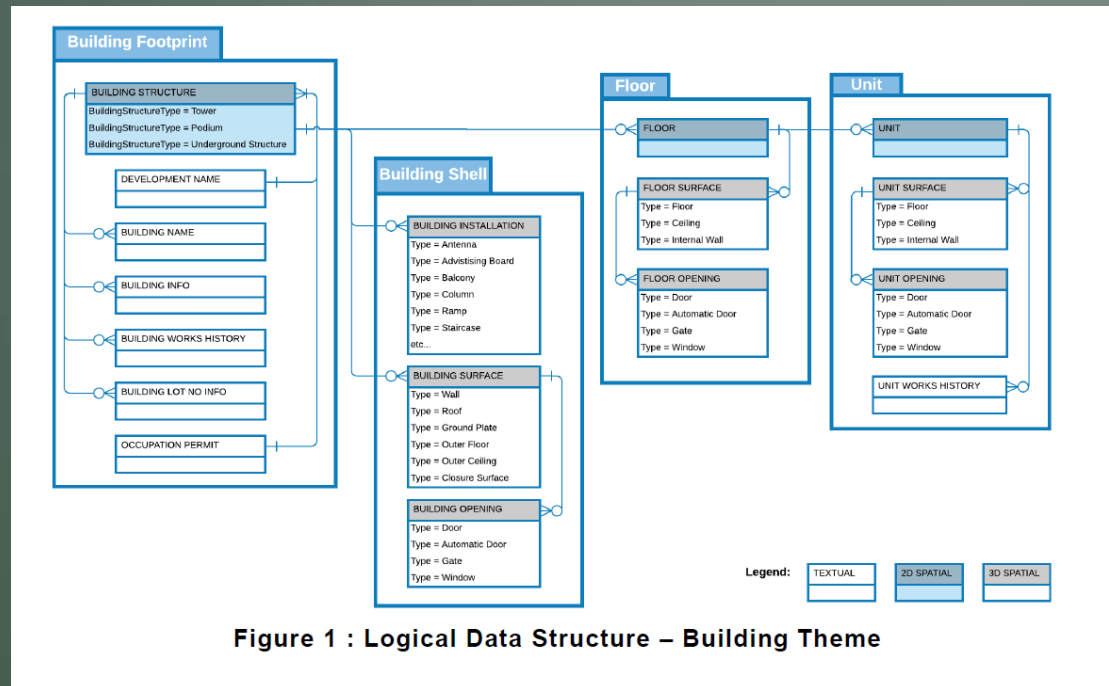 Building Footprint
BUILDING STRUCTURE
BuildingStructureType = Tower
BuildingStructureType = Podium
BuildingStructureType = Underground Structure
DEVELOPMENT NAME
BUILDING NAME
BUILDING INFO
BUILDING WORKS HISTORY
BUILDING LOT NO INFO
OCCUPATION PERMIT
Building Shell
BUILDING INSTALLATION
Type = Antenna
Type = Advistising Board
Type = Balcony
Type = Column
Type = Ramp
Type = Staircase
etc...
BUILDING SURFACE
Type = Wall
Type = Roof
Type = Ground Plate
Type = Outer Floor
Type = Outer Ceiling
Type = Closure Surface
BUILDING OPENING
Type = Door
Type = Automatic Door
Type = Gate
Type = Window
Floor
FLOOR
FLOOR SURFACE
Type = Floor
Type = Ceiling
Type = Internal Wall
FLOOR OPENING
Type = Door
Type = Automatic Door
Type = Gate
Type = Window
Unit
UNIT
UNIT SURFACE
Type = Floor
Type = Ceiling
Type = Internal Wall
UNIT OPENING
Type = Door
Type = Automatic Door
Type = Gate
Type = Window
UNIT WORKS HISTORY
Legend:
TEXTUAL
2D SPATIAL
3D SPATIAL
Figure 1 : Logical Data Structure – Building Theme